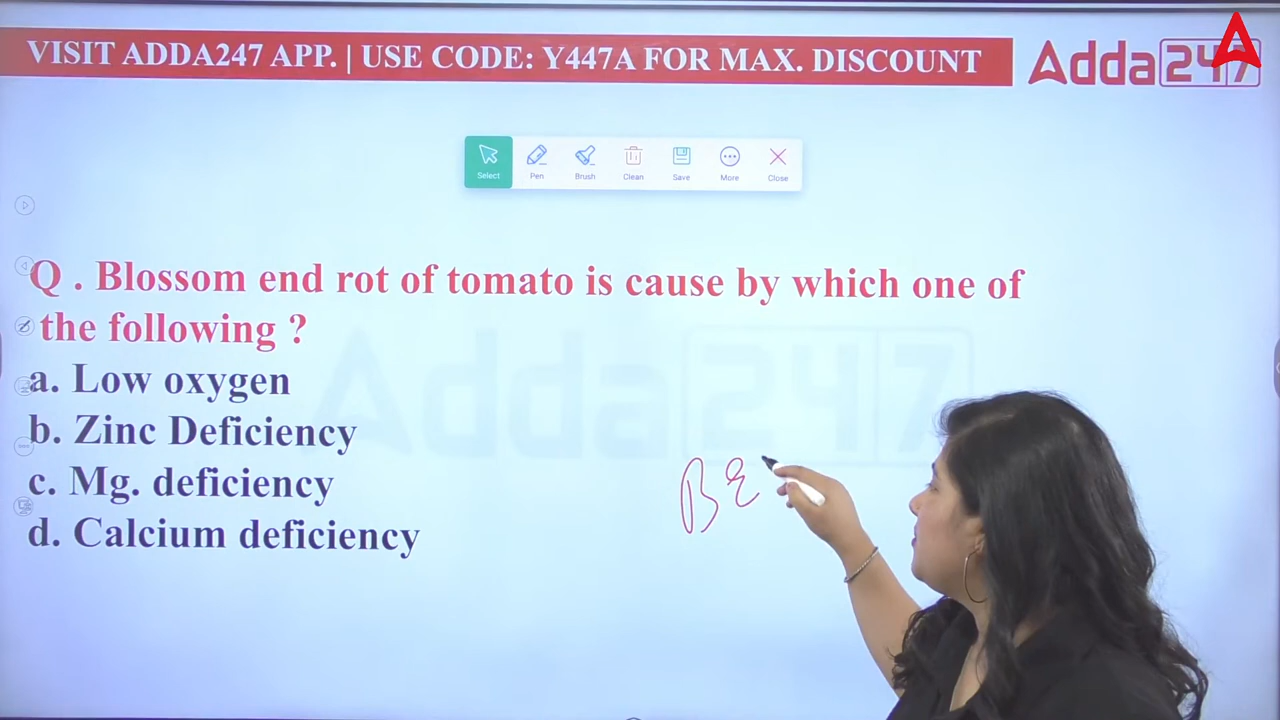 VISIT ADDA247 APP. | USE CODE: Y447A FOR MAX. DISCOUNT
Adda247
Select Pen Brush Clean Save More Close
Q . Blossom end rot of tomato is cause by which one of
the following ?
a. Low oxygen
b. Zinc Deficiency
c. Mg. deficiency
d. Calcium deficiency
BE
Adda247